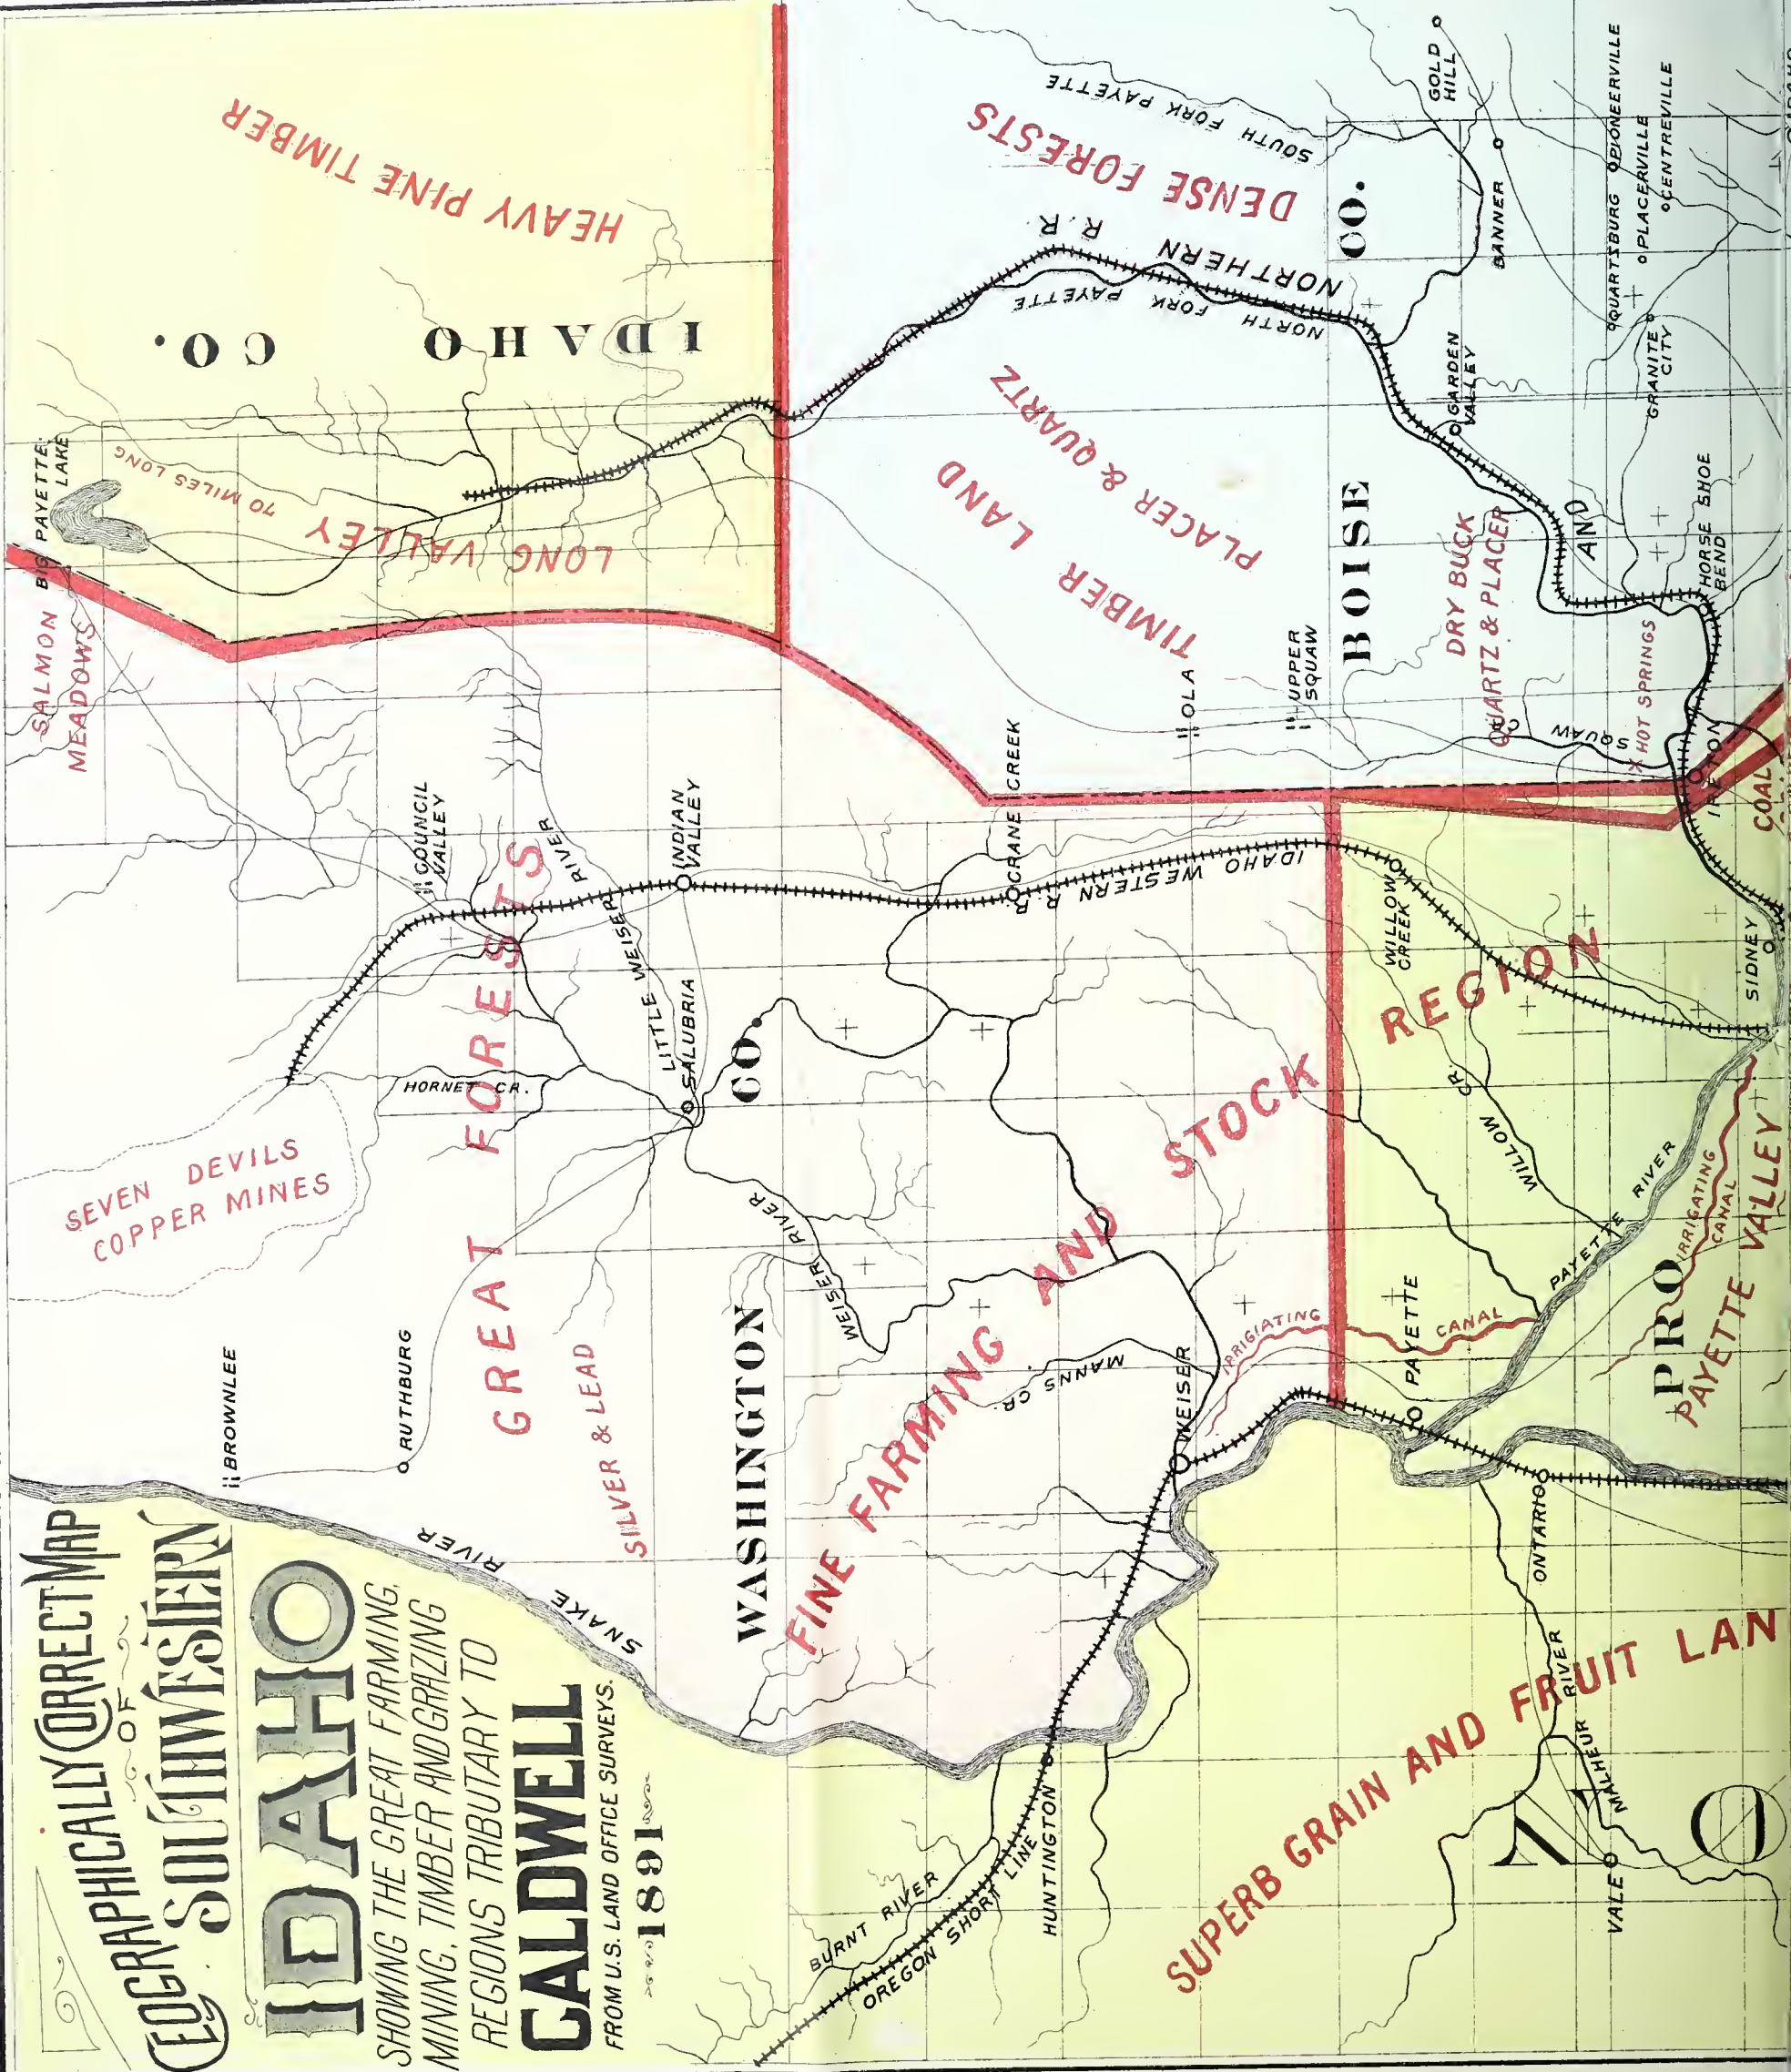 GEOGRAPHICALLY CORRECT MAP
OF
SOUTHWESTERN
IDAHO
SHOWING THE GREAT FARMING,
MINING, TIMBER AND GRAZING
REGIONS TRIBUTARY TO
CALDWELL
FROM U.S. LAND OFFICE SURVEYS.
1891
SNAKE RIVER
BROWNLEE
RUTHBURG
SEVEN DEVILS
COPPER MINES
SALMON
MEADOWS
BIG PAYETTE
LAKE
70 MILES LONG
LONG VALLEY
IDAHO CO.
HEAVY PINE TIMBER
COUNCIL
VALLEY
HORNET CR.
GREAT FORESTS
SILVER & LEAD
RIVER
LITTLE WEISER
INDIAN
VALLEY
SALUBRIA
WASHINGTON CO.
WEISER RIVER
MANNS CR.
FINE FARMING AND STOCK REGION
CRANE CREEK
IDAHO WESTERN R.R.
BURNT RIVER
OREGON SHORT LINE
HUNTINGTON
WEISER
IRRIGIATING CANAL
PAYETTE
WILLOW
CREEK
WILLOW CR.
PAYETTE RIVER
IRRIGATING
CANAL
PAYETTE VALLEY
PRO
SIDNEY
ONTARIO
MALHEUR RIVER
VALE
SUPERB GRAIN AND FRUIT LAN
N
O
DENSE FORESTS
SOUTH FORK PAYETTE
NORTHERN R.R.
NORTH FORK PAYETTE
TIMBER LAND
PLACER & QUARTZ
OLA
UPPER
SQUAW
BOISE CO.
DRY BUCK
QUARTZ & PLACER
SQUAW CR.
HOT SPRINGS
IRETON
COAL
HORSE SHOE
BEND
AND
GARDEN
VALLEY
BANNER
GOLD
HILL
QUARTSBURG
PIONEERVILLE
PLACERVILLE
CENTREVILLE
GRANITE
CITY